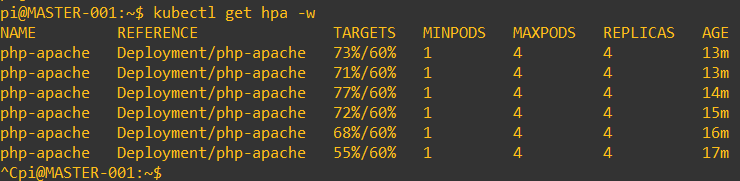 pi@MASTER-001:~$ kubectl get hpa -w
NAME REFERENCE TARGETS MINPODS MAXPODS REPLICAS AGE
php-apache Deployment/php-apache 73%/60% 1 4 4 13m
php-apache Deployment/php-apache 71%/60% 1 4 4 13m
php-apache Deployment/php-apache 77%/60% 1 4 4 14m
php-apache Deployment/php-apache 72%/60% 1 4 4 15m
php-apache Deployment/php-apache 68%/60% 1 4 4 16m
php-apache Deployment/php-apache 55%/60% 1 4 4 17m
^Cpi@MASTER-001:~$